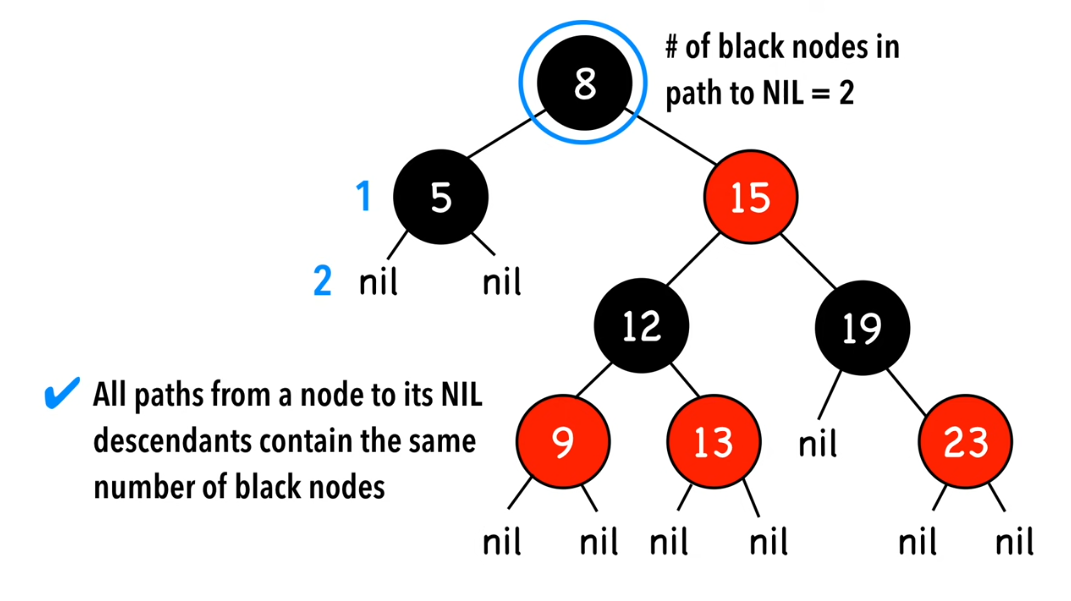 # of black nodes in
path to NIL = 2
8
1
5
15
2
nil
nil
12
19
✔ All paths from a node to its NIL
descendants contain the same
number of black nodes
9
13
nil
23
nil
nil
nil
nil
nil
nil